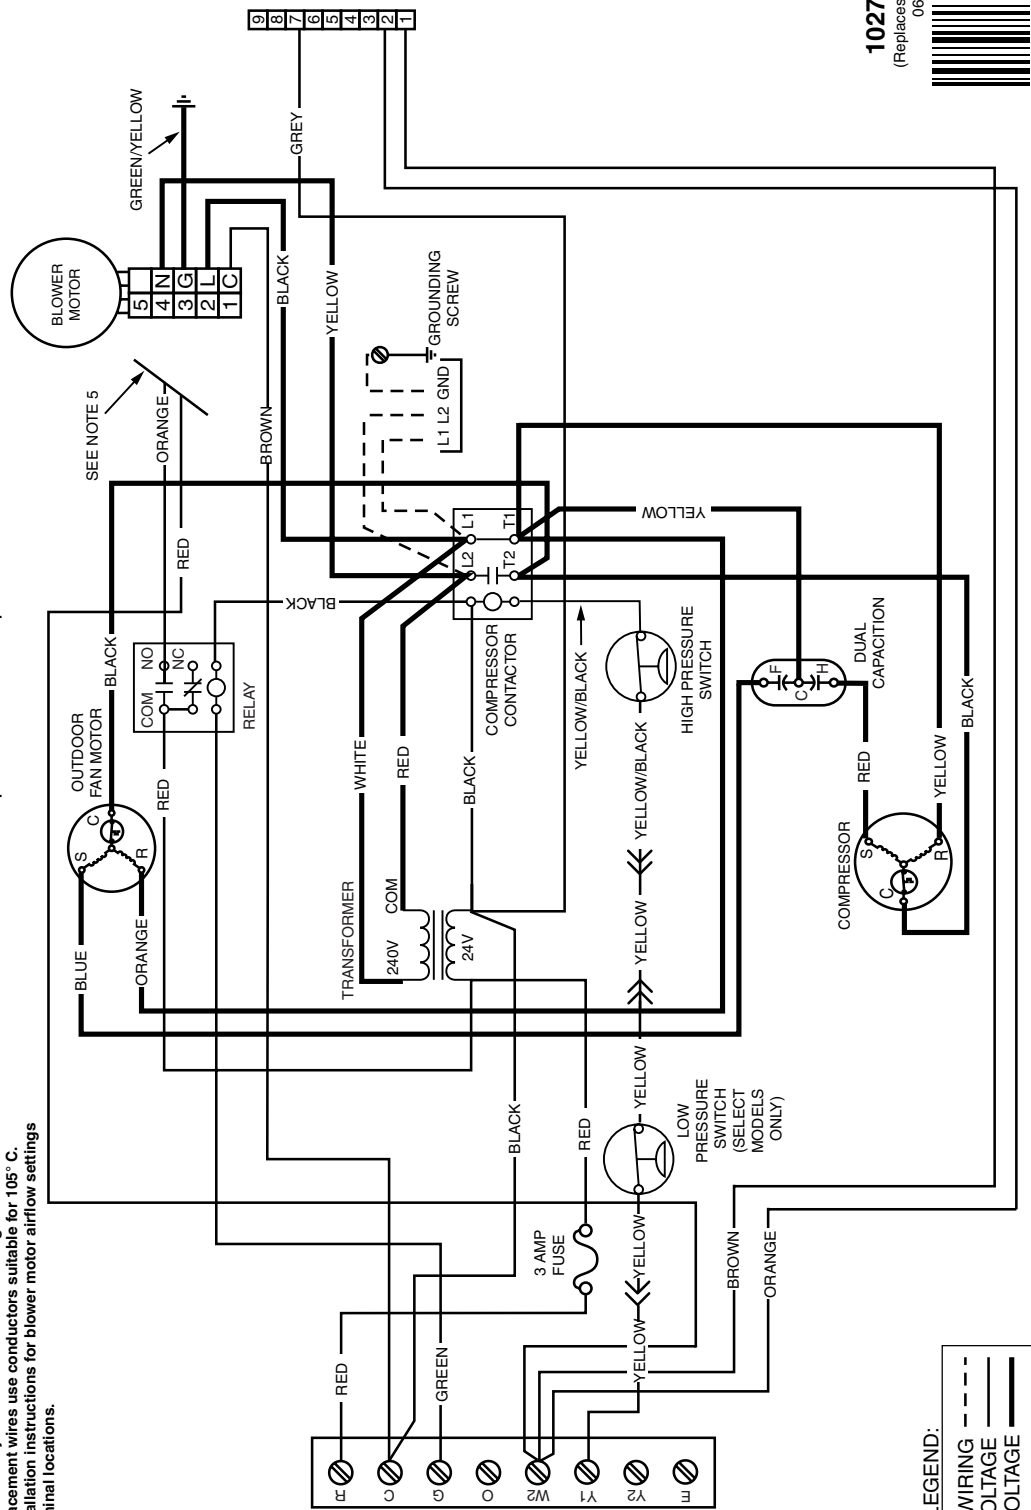 9
8
7
6
5
4
3
2
1
1027
(Replaces
06
GREEN/YELLOW
GREY
BLOWER
MOTOR
5
4 N
3 G
2 L
1 C
BLACK
YELLOW
GROUNDING
SCREW
L1 L2 GND
SEE NOTE 5
ORANGE
RED
BROWN
L1
L2
T1
T2
YELLOW
BLACK
COMPRESSOR
CONTACTOR
BLACK
OUTDOOR
FAN MOTOR
C
S
R
COM
NO
NC
RELAY
RED
WHITE
RED
BLACK
YELLOW/BLACK
HIGH PRESSURE
SWITCH
YELLOW/BLACK
DUAL
CAPACITION
F
C
H
RED
YELLOW
BLACK
COMPRESSOR
S
R
C
TRANSFORMER
240V
COM
24V
BLUE
ORANGE
YELLOW
YELLOW
LOW
PRESSURE
SWITCH
(SELECT
MODELS
ONLY)
BLACK
RED
3 AMP
FUSE
YELLOW
YELLOW
YELLOW
BROWN
ORANGE
RED
GREEN
R
C
G
O
W2
Y1
Y2
E
acement wires use conductors suitable for 105° C.
allation instructions for blower motor airflow settings
minal locations.
LEGEND:
WIRING
OLTAGE
OLTAGE